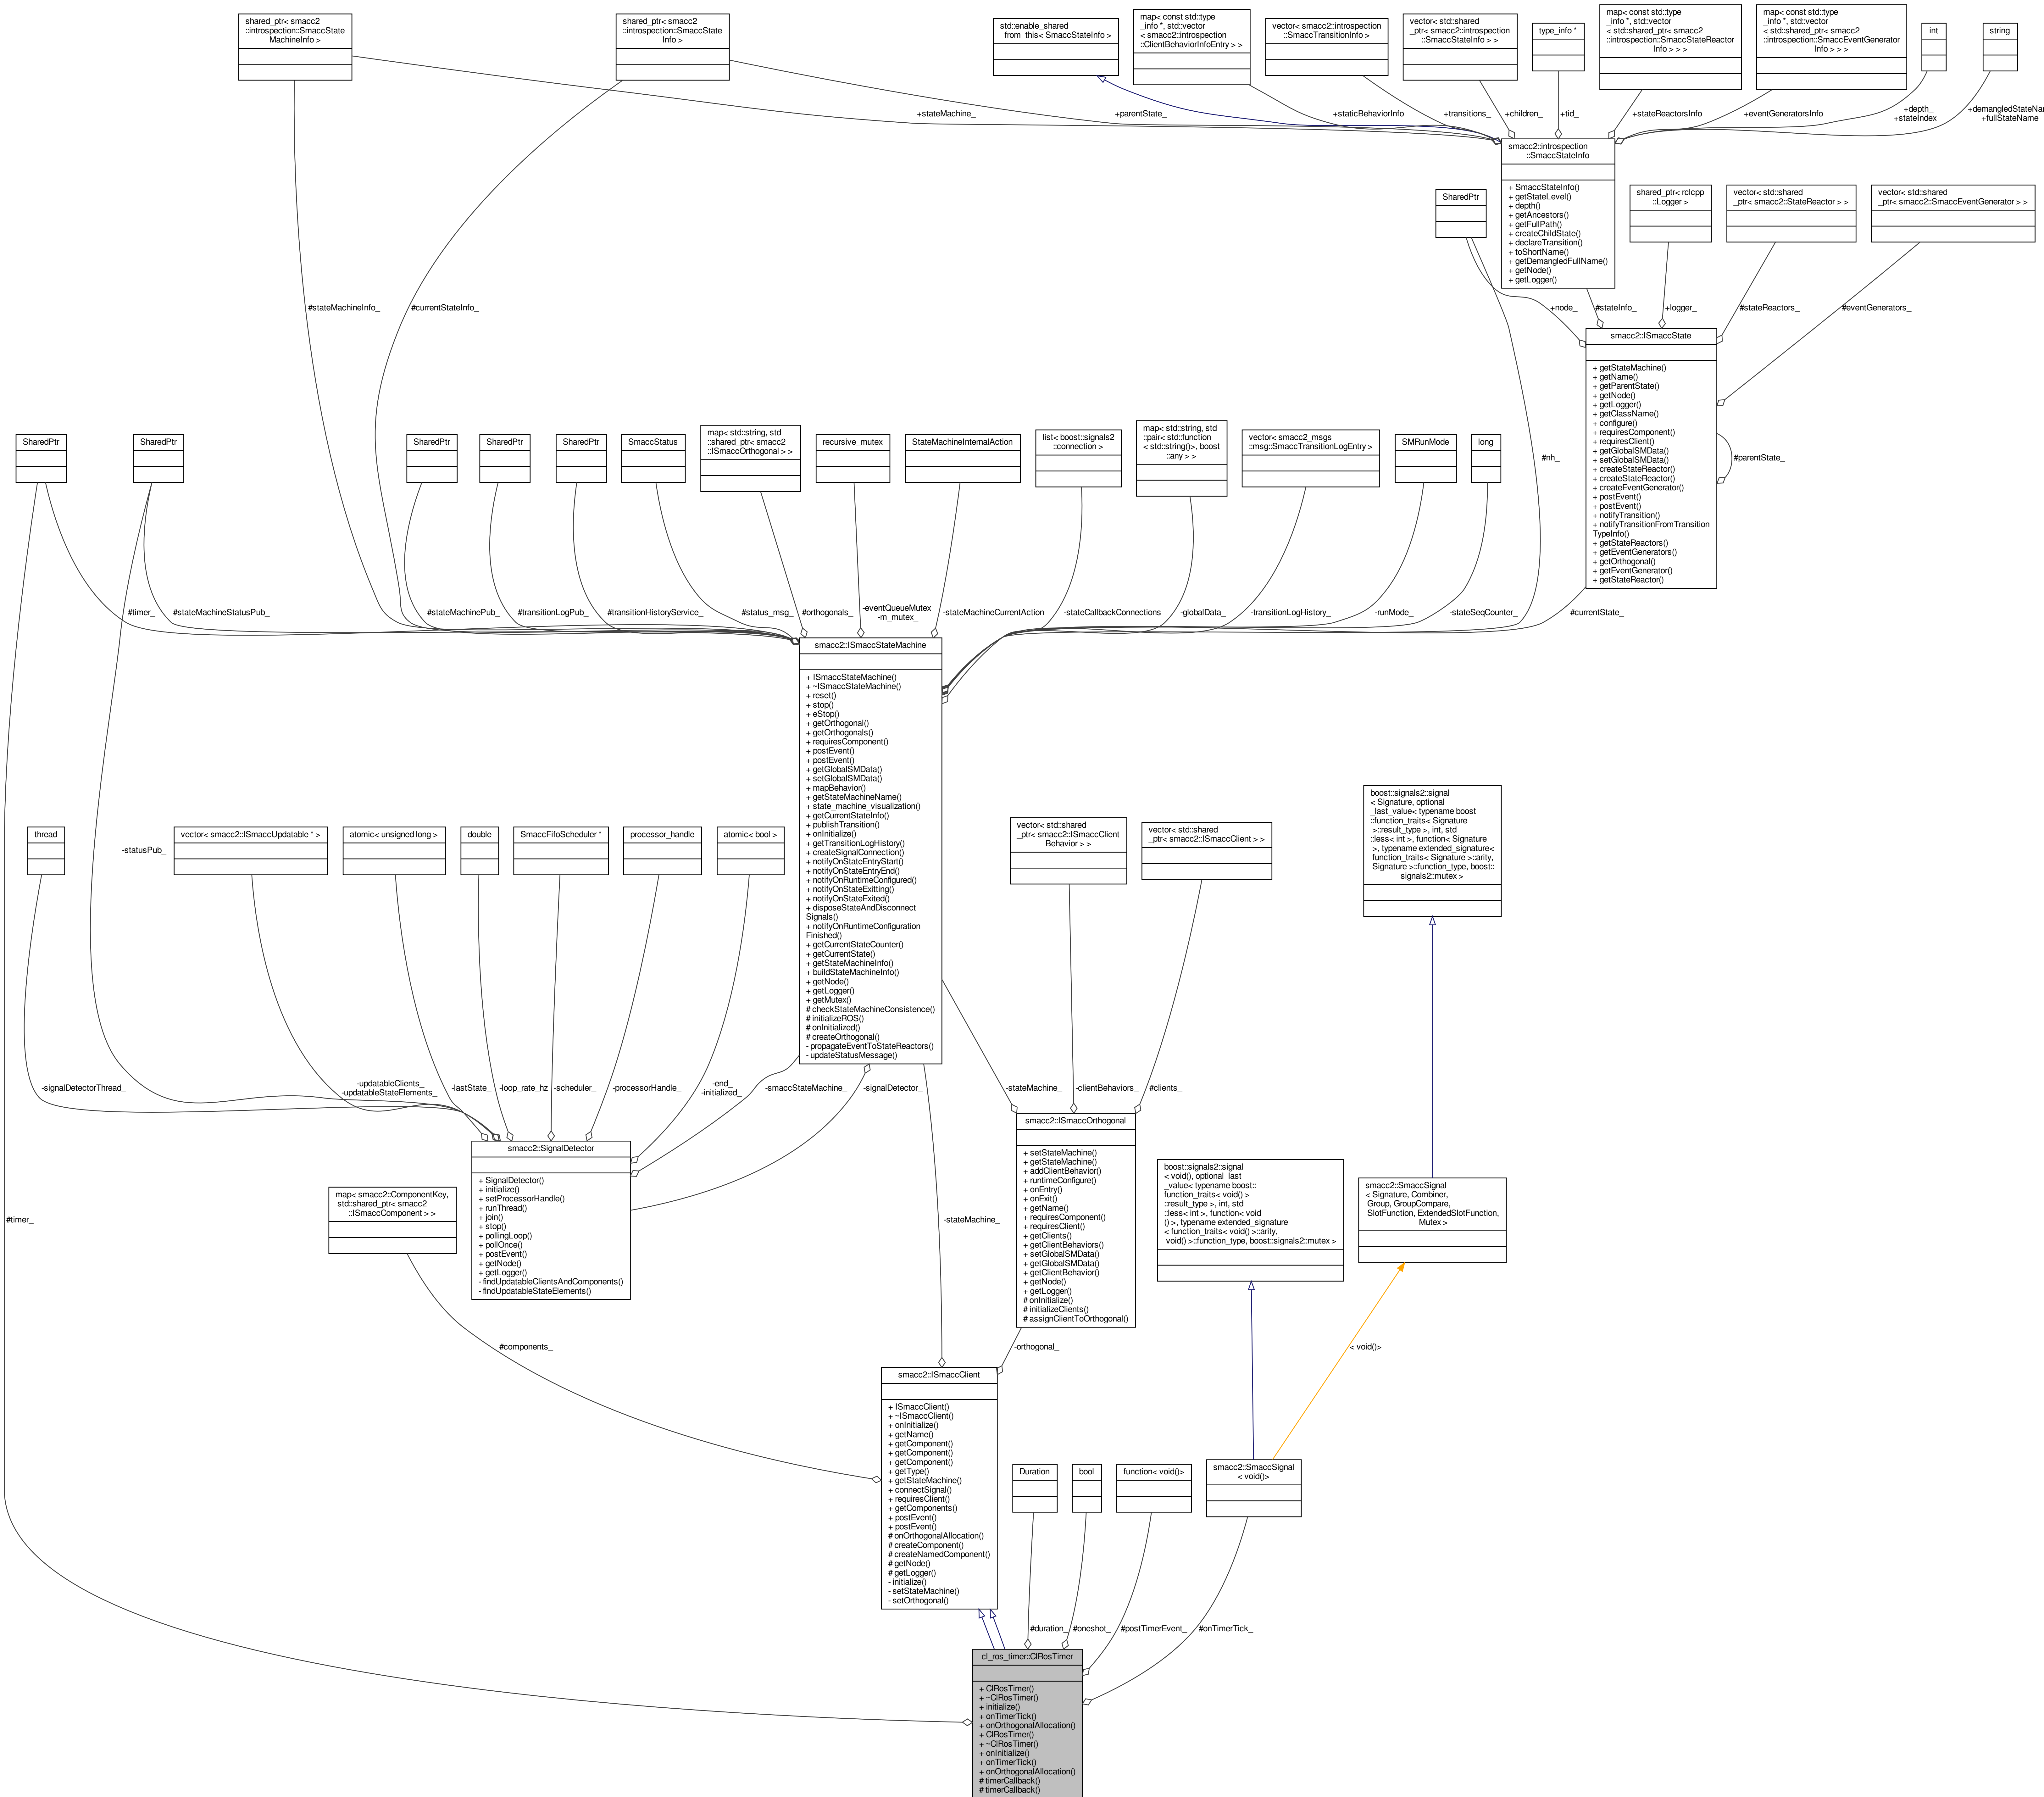 shared_ptr< smacc2
::introspection::SmaccState
MachineInfo >
shared_ptr< smacc2
::introspection::SmaccState
Info >
std::enable_shared
_from_this< SmaccStateInfo >
map< const std::type
_info *, std::vector
< smacc2::introspection
::ClientBehaviorInfoEntry > >
vector< smacc2::introspection
::SmaccTransitionInfo >
vector< std::shared
_ptr< smacc2::introspection
::SmaccStateInfo > >
type_info *
map< const std::type
_info *, std::vector
< std::shared_ptr< smacc2
::introspection::SmaccStateReactor
Info > > >
map< const std::type
_info *, std::vector
< std::shared_ptr< smacc2
::introspection::SmaccEventGenerator
Info > > >
int
string
+stateMachine_
+parentState_
+staticBehaviorInfo
+transitions_
+children_
+tid_
+stateReactorsInfo
+eventGeneratorsInfo
+depth_
+stateIndex_
+demangledStateNam
+fullStateName
smacc2::introspection
::SmaccStateInfo
+ SmaccStateInfo()
+ getStateLevel()
+ depth()
+ getAncestors()
+ getFullPath()
+ createChildState()
+ declareTransition()
+ toShortName()
+ getDemangledFullName()
+ getNode()
+ getLogger()
SharedPtr
shared_ptr< rclcpp
::Logger >
vector< std::shared
_ptr< smacc2::StateReactor > >
vector< std::shared
_ptr< smacc2::SmaccEventGenerator > >
#stateMachineInfo_
#currentStateInfo_
+node_
#stateInfo_
+logger_
#stateReactors_
#eventGenerators_
smacc2::ISmaccState
+ getStateMachine()
+ getName()
+ getParentState()
+ getNode()
+ getLogger()
+ getClassName()
+ configure()
+ requiresComponent()
+ requiresClient()
+ getGlobalSMData()
+ setGlobalSMData()
+ createStateReactor()
+ createStateReactor()
+ createEventGenerator()
+ postEvent()
+ postEvent()
+ notifyTransition()
+ notifyTransitionFromTransition
TypeInfo()
+ getStateReactors()
+ getEventGenerators()
+ getOrthogonal()
+ getEventGenerator()
+ getStateReactor()
#parentState_
#nh_
SharedPtr
SharedPtr
SharedPtr
SharedPtr
SharedPtr
SmaccStatus
map< std::string, std
::shared_ptr< smacc2
::ISmaccOrthogonal > >
recursive_mutex
StateMachineInternalAction
list< boost::signals2
::connection >
map< std::string, std
::pair< std::function
< std::string()>, boost
::any > >
vector< smacc2_msgs
::msg::SmaccTransitionLogEntry >
SMRunMode
long
#timer_
#stateMachineStatusPub_
#stateMachinePub_
#transitionLogPub_
#transitionHistoryService_
#status_msg_
#orthogonals_
-eventQueueMutex_
-m_mutex_
-stateMachineCurrentAction
-stateCallbackConnections
-globalData_
-transitionLogHistory_
-runMode_
-stateSeqCounter_
#currentState_
smacc2::ISmaccStateMachine
+ ISmaccStateMachine()
+ ~ISmaccStateMachine()
+ reset()
+ stop()
+ eStop()
+ getOrthogonal()
+ getOrthogonals()
+ requiresComponent()
+ postEvent()
+ postEvent()
+ getGlobalSMData()
+ setGlobalSMData()
+ mapBehavior()
+ getStateMachineName()
+ state_machine_visualization()
+ getCurrentStateInfo()
+ publishTransition()
+ onInitialize()
+ getTransitionLogHistory()
+ createSignalConnection()
+ notifyOnStateEntryStart()
+ notifyOnStateEntryEnd()
+ notifyOnRuntimeConfigured()
+ notifyOnStateExitting()
+ notifyOnStateExited()
+ disposeStateAndDisconnect
Signals()
+ notifyOnRuntimeConfiguration
Finished()
+ getCurrentStateCounter()
+ getCurrentState()
+ getStateMachineInfo()
+ buildStateMachineInfo()
+ getNode()
+ getLogger()
+ getMutex()
# checkStateMachineConsistence()
# initializeROS()
# onInitialized()
# createOrthogonal()
- propagateEventToStateReactors()
- updateStatusMessage()
-statusPub_
thread
vector< smacc2::ISmaccUpdatable * >
atomic< unsigned long >
double
SmaccFifoScheduler *
processor_handle
atomic< bool >
vector< std::shared
_ptr< smacc2::ISmaccClient
Behavior > >
vector< std::shared
_ptr< smacc2::ISmaccClient > >
boost::signals2::signal
< Signature, optional
_last_value< typename boost
::function_traits< Signature
>::result_type >, int, std
::less< int >, function< Signature
>, typename extended_signature<
function_traits< Signature >::arity,
Signature >::function_type, boost::
signals2::mutex >
-signalDetectorThread_
-updatableClients_
-updatableStateElements_
-lastState_
-loop_rate_hz
-scheduler_
-processorHandle_
-end_
-initialized_
-smaccStateMachine_
-signalDetector_
-stateMachine_
-clientBehaviors_
#clients_
smacc2::SignalDetector
+ SignalDetector()
+ initialize()
+ setProcessorHandle()
+ runThread()
+ join()
+ stop()
+ pollingLoop()
+ pollOnce()
+ postEvent()
+ getNode()
+ getLogger()
- findUpdatableClientsAndComponents()
- findUpdatableStateElements()
smacc2::ISmaccOrthogonal
+ setStateMachine()
+ getStateMachine()
+ addClientBehavior()
+ runtimeConfigure()
+ onEntry()
+ onExit()
+ getName()
+ requiresComponent()
+ requiresClient()
+ getClients()
+ getClientBehaviors()
+ setGlobalSMData()
+ getGlobalSMData()
+ getClientBehavior()
+ getNode()
+ getLogger()
# onInitialize()
# initializeClients()
# assignClientToOrthogonal()
boost::signals2::signal
< void(), optional_last
_value< typename boost::
function_traits< void()>
::result_type >, int, std
::less< int >, function< void
() >, typename extended_signature
< function_traits< void() >::arity,
void() >::function_type, boost::signals2::mutex >
smacc2::SmaccSignal
< Signature, Combiner,
Group, GroupCompare,
SlotFunction, ExtendedSlotFunction,
Mutex >
map< smacc2::ComponentKey,
std::shared_ptr< smacc2
::ISmaccComponent > >
#timer_
-stateMachine_
#components_
-orthogonal_
< void()>
smacc2::ISmaccClient
+ ISmaccClient()
+ ~ISmaccClient()
+ onInitialize()
+ getName()
+ getComponent()
+ getComponent()
+ getComponent()
+ getType()
+ getStateMachine()
+ connectSignal()
+ requiresClient()
+ getComponents()
+ postEvent()
+ postEvent()
# onOrthogonalAllocation()
# createComponent()
# createNamedComponent()
# getNode()
# getLogger()
- initialize()
- setStateMachine()
- setOrthogonal()
Duration
bool
function< void()>
smacc2::SmaccSignal
< void()>
#duration_
#oneshot_
#postTimerEvent_
#onTimerTick_
cl_ros_timer::ClRosTimer
+ ClRosTimer()
+ ~ClRosTimer()
+ initialize()
+ onTimerTick()
+ onOrthogonalAllocation()
+ ClRosTimer()
+ ~ClRosTimer()
+ onInitialize()
+ onTimerTick()
+ onOrthogonalAllocation()
# timerCallback()
# timerCallback()